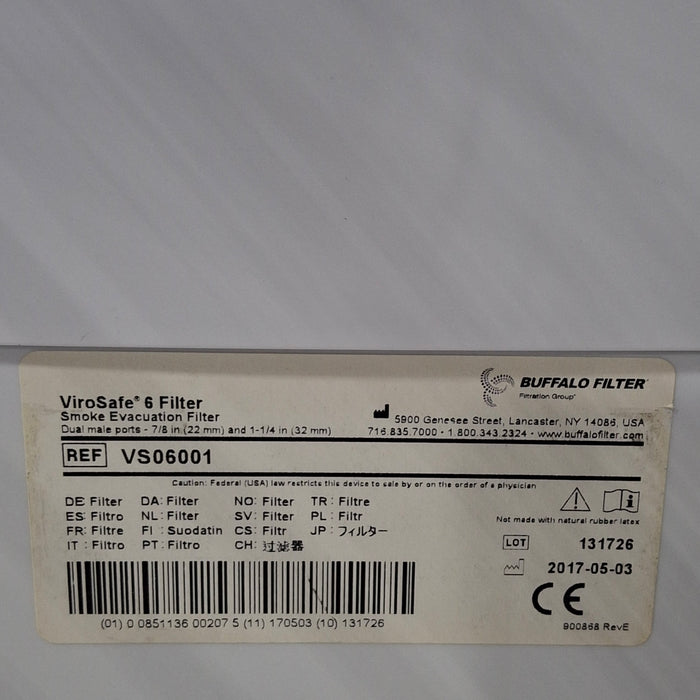 ViroSafe® 6 Filter
Smoke Evacuation Filter
Dual male ports - 7/8 in (22 mm) and 1-1/4 in (32 mm)
BUFFALO FILTER
Filtration Group
5900 Genesee Street, Lancaster, NY 14086, USA
716.835.7000 • 1.800.343.2324 • www.buffalofilter.com
REF VS06001
Caution: Federal (USA) law restricts this device to sale by or on the order of a physician
DE: Filter DA: Filter NO: Filter TR: Filtre
ES: Filtro NL: Filter SV: Filter PL: Filtr
FR: Filtre FI: Suodatin CS: Filtr JP: フィルター
IT: Filtro PT: Filtro CH: 过滤器
Not made with natural rubber latex
LOT 131726
2017-05-03
CE
(01) 0 0851136 00207 5 (11) 170503 (10) 131726
900868 RevE